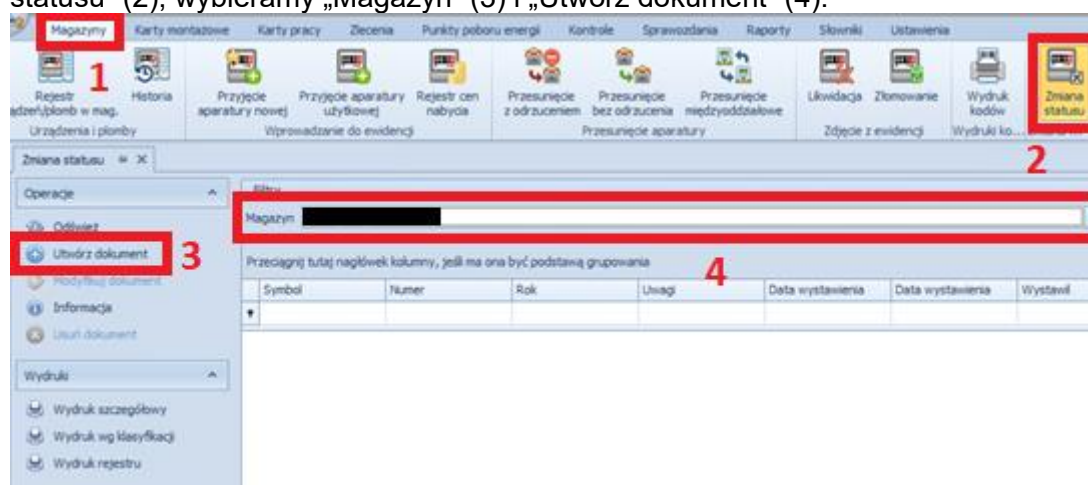 statusu” (2), wybieramy „Magazyn” (3) i „Utwórz dokument” (4).
Magazyny Karty montażowe Karty pracy Zlecenia Punkty poboru energii Kontrole Sprawozdania Raporty Słowniki Ustawienia
1
2
Rejestr
ądzeń/plomb w mag.
Historia
Przyjęcie
aparatury nowej
Przyjęcie aparatury
użytkowej
Rejestr cen
nabycia
Przesunięcie
z odrzuceniem
Przesunięcie
bez odrzucenia
Przesunięcie
międzyoddziałowe
Likwidacja
Złomowanie
Wydruk
kodów
Zmiana
statusu
Urządzenia i plomby Wprowadzanie do ewidencji Przesunięcie aparatury Zdjęcie z ewidencji Wydruki ko...
Zmiana statusu
Operacje
Filtry
Odśwież
Magazyn
Utwórz dokument
3
4
Modyfikuj dokument
Informacja
Usuń dokument
Przeciągnij tutaj nagłówek kolumny, jeśli ma ona być podstawą grupowania
Symbol Numer Rok Uwagi Data wystawienia Data wystawienia Wystawił
Wydruki
Wydruk szczegółowy
Wydruk wg klasyfikacji
Wydruk rejestru